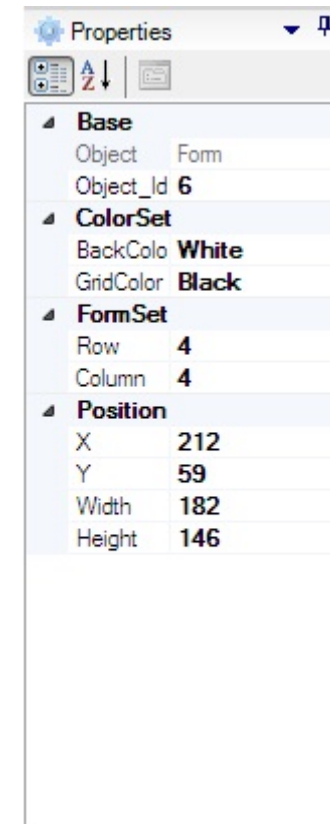 Properties
A
Z
Base
Object Form
Object_Id 6
ColorSet
BackColo White
GridColor Black
FormSet
Row 4
Column 4
Position
X 212
Y 59
Width 182
Height 146